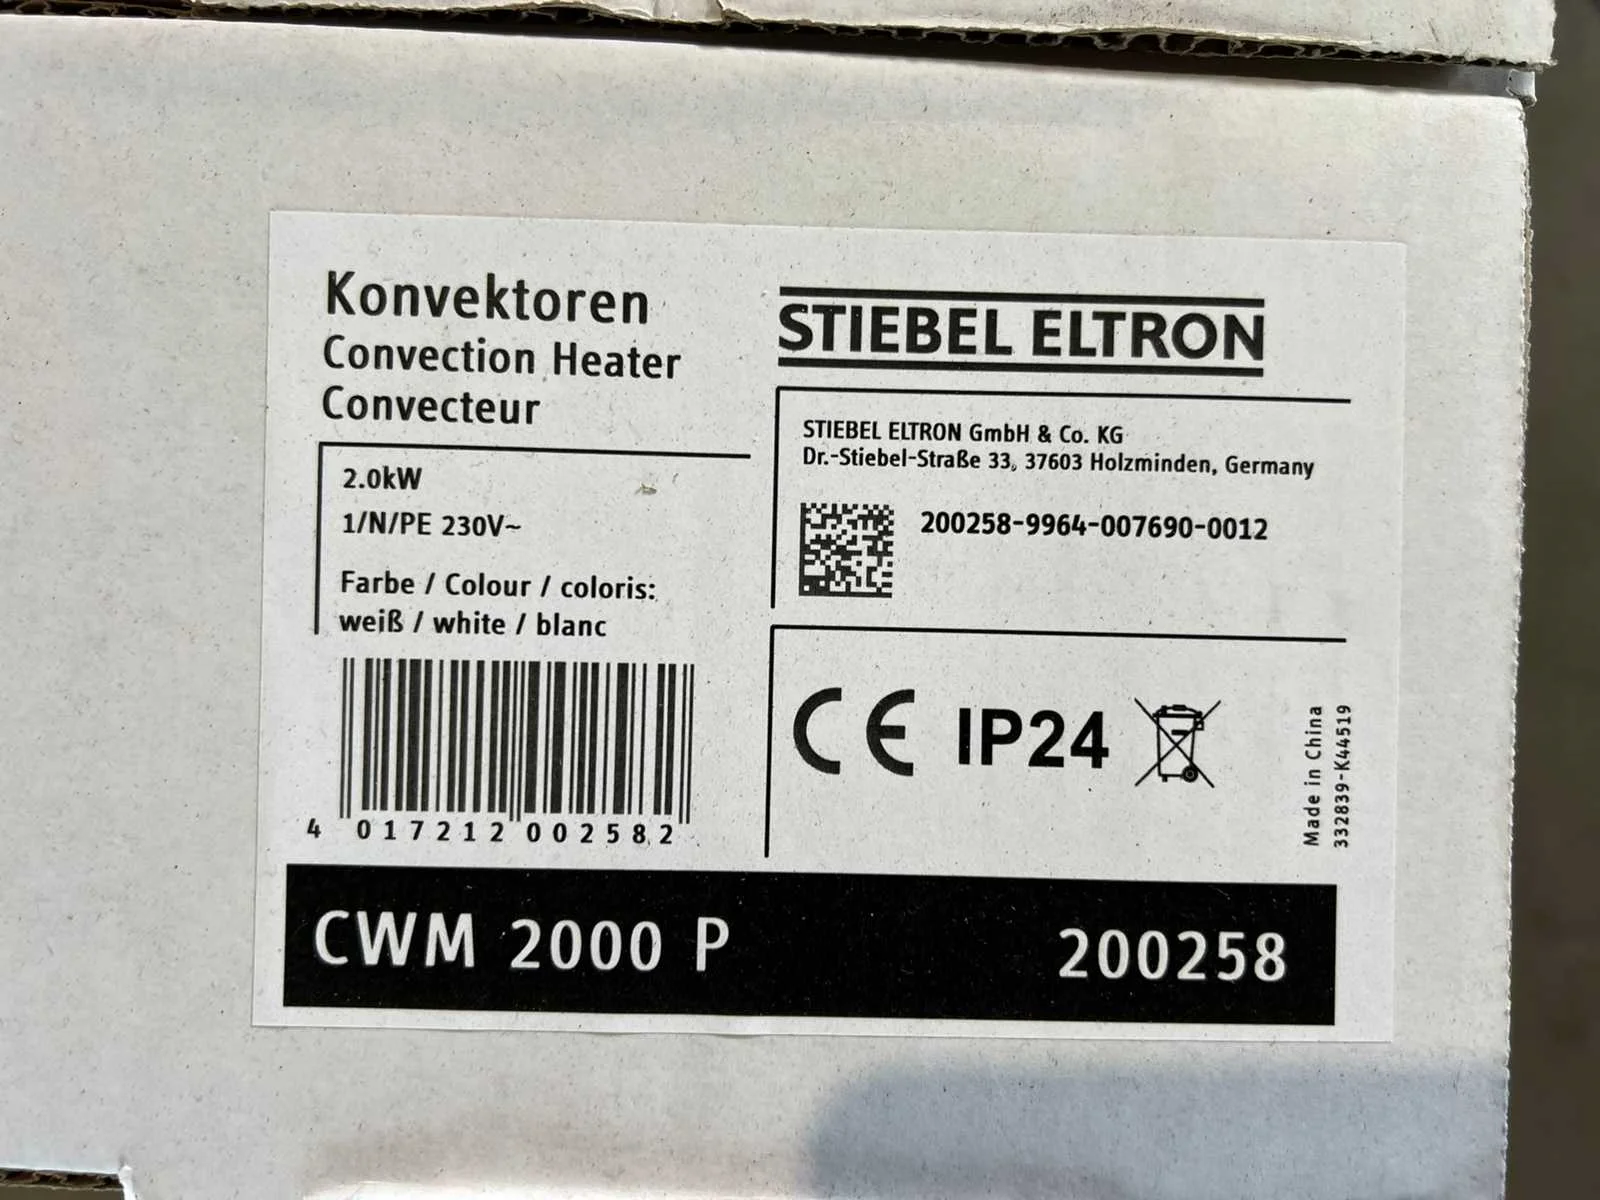 Konvektoren
Convection Heater
Convecteur
2.0kW
1/N/PE 230V~
Farbe / Colour / coloris:
weiß / white / blanc
4 017212 002582
STIEBEL ELTRON
STIEBEL ELTRON GmbH & Co. KG
Dr.-Stiebel-Straße 33, 37603 Holzminden, Germany
200258-9964-007690-0012
CE IP24
Made in China
332839-K44519
CWM 2000 P 200258